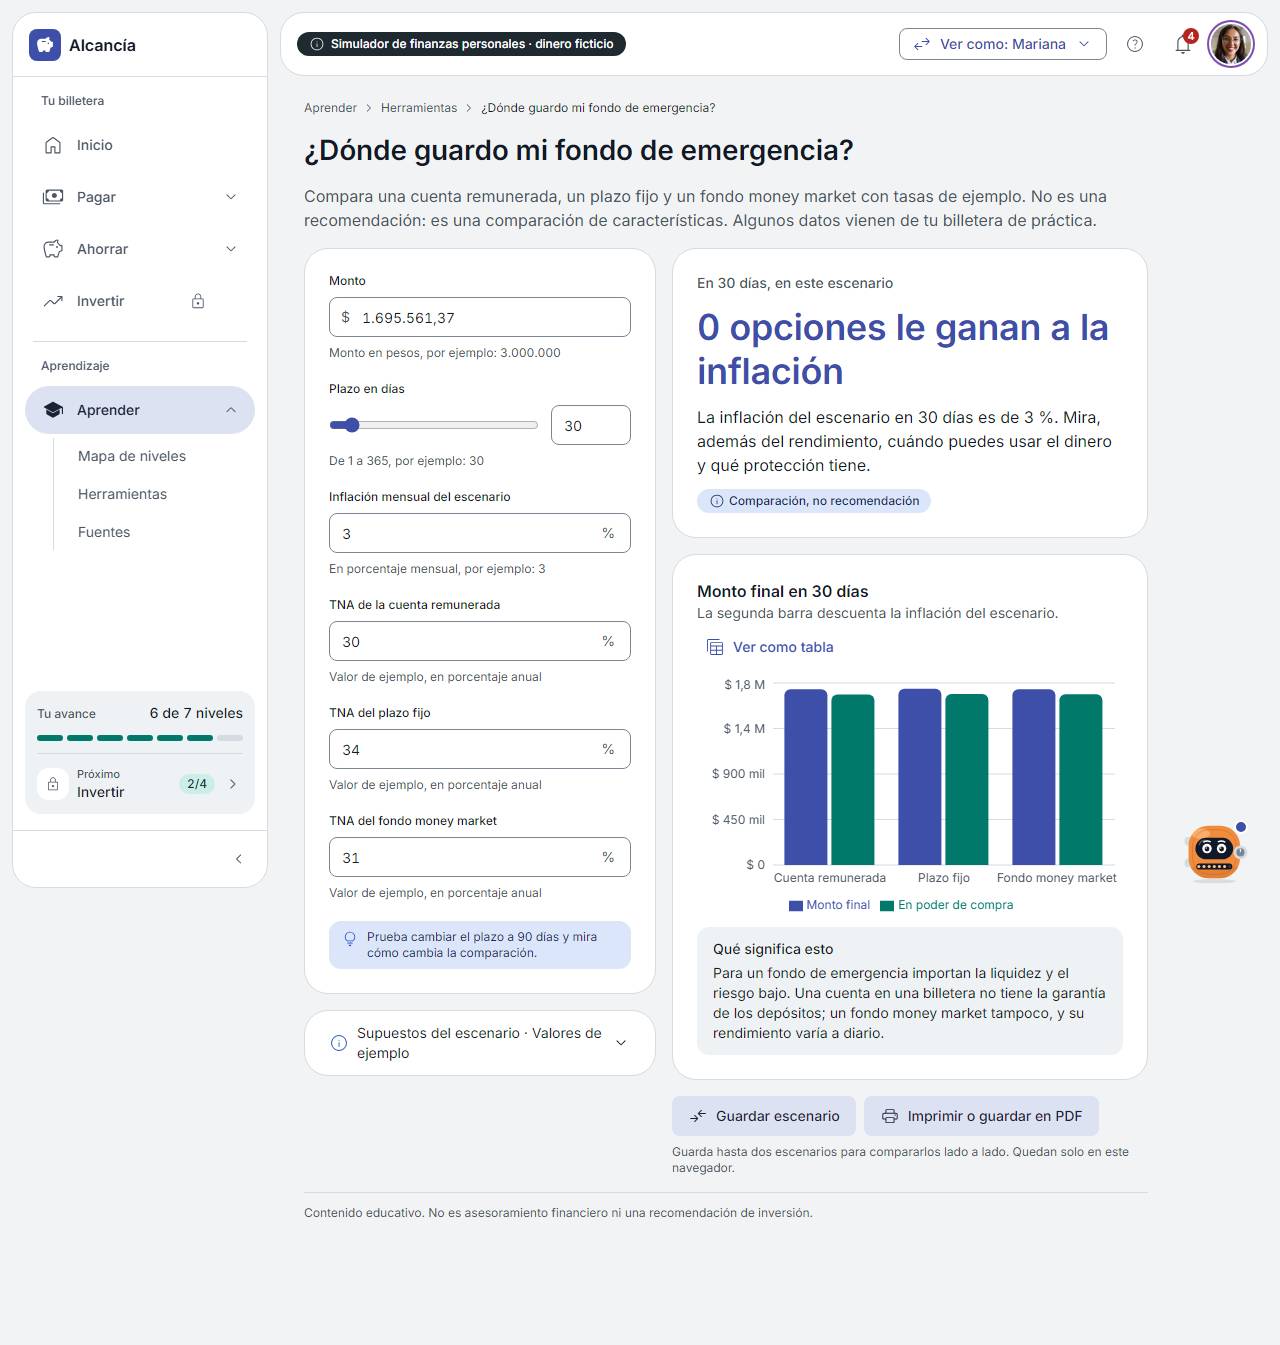 Alcancía
Tu billetera
Inicio
Pagar
Ahorrar
Invertir
Aprendizaje
Aprender
Mapa de niveles
Herramientas
Fuentes
Tu avance 6 de 7 niveles
Próximo
Invertir
2/4
Simulador de finanzas personales · dinero ficticio
Ver como: Mariana
4
Aprender > Herramientas > ¿Dónde guardo mi fondo de emergencia?
¿Dónde guardo mi fondo de emergencia?
Compara una cuenta remunerada, un plazo fijo y un fondo money market con tasas de ejemplo. No es una
recomendación: es una comparación de características. Algunos datos vienen de tu billetera de práctica.
Monto
$ 1.695.561,37
Monto en pesos, por ejemplo: 3.000.000
Plazo en días
30
De 1 a 365, por ejemplo: 30
Inflación mensual del escenario
3 %
En porcentaje mensual, por ejemplo: 3
TNA de la cuenta remunerada
30 %
Valor de ejemplo, en porcentaje anual
TNA del plazo fijo
34 %
Valor de ejemplo, en porcentaje anual
TNA del fondo money market
31 %
Valor de ejemplo, en porcentaje anual
Prueba cambiar el plazo a 90 días y mira
cómo cambia la comparación.
Supuestos del escenario · Valores de
ejemplo
En 30 días, en este escenario
0 opciones le ganan a la
inflación
La inflación del escenario en 30 días es de 3 %. Mira,
además del rendimiento, cuándo puedes usar el dinero
y qué protección tiene.
Comparación, no recomendación
Monto final en 30 días
La segunda barra descuenta la inflación del escenario.
Ver como tabla
$ 1,8 M
$ 1,4 M
$ 900 mil
$ 450 mil
$ 0
Cuenta remunerada Plazo fijo Fondo money market
Monto final En poder de compra
Qué significa esto
Para un fondo de emergencia importan la liquidez y el
riesgo bajo. Una cuenta en una billetera no tiene la garantía
de los depósitos; un fondo money market tampoco, y su
rendimiento varía a diario.
Guardar escenario
Imprimir o guardar en PDF
Guarda hasta dos escenarios para compararlos lado a lado. Quedan solo en este
navegador.
Contenido educativo. No es asesoramiento financiero ni una recomendación de inversión.